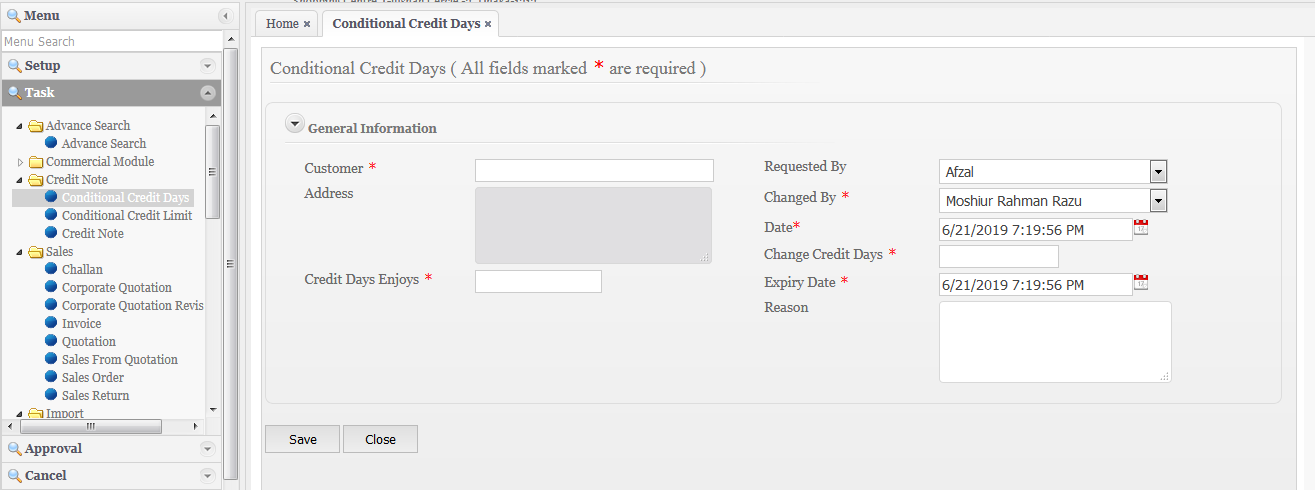 Menu
Menu Search
Setup
Task
Advance Search
Advance Search
Commercial Module
Credit Note
Conditional Credit Days
Conditional Credit Limit
Credit Note
Sales
Challan
Corporate Quotation
Corporate Quotation Revis
Invoice
Quotation
Sales From Quotation
Sales Order
Sales Return
Import
Approval
Cancel
Home ×
Conditional Credit Days ×
Conditional Credit Days ( All fields marked * are required )
General Information
Customer *
Address
Credit Days Enjoys *
Requested By Afzal
Changed By * Moshiur Rahman Razu
Date* 6/21/2019 7:19:56 PM
Change Credit Days *
Expiry Date * 6/21/2019 7:19:56 PM
Reason
Save Close